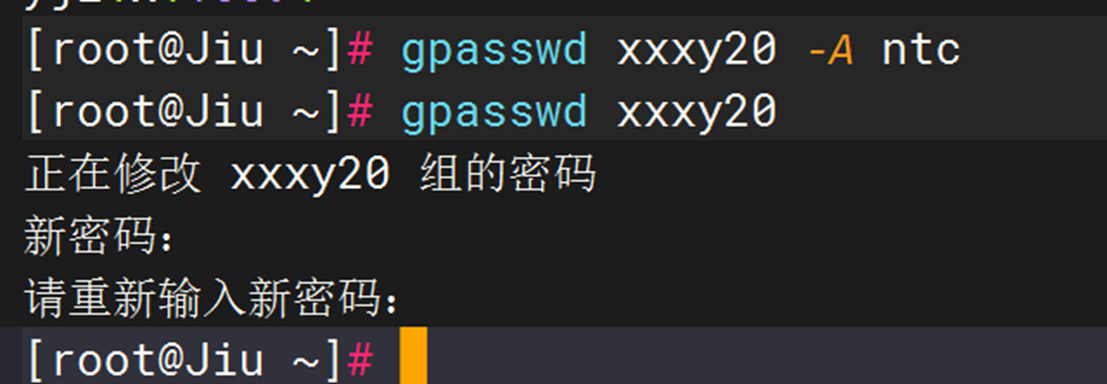 [root@Jiu ~]# gpasswd xxxy20 -A ntc
[root@Jiu ~]# gpasswd xxxy20
正在修改 xxxy20 组的密码
新密码：
请重新输入新密码：
[root@Jiu ~]#